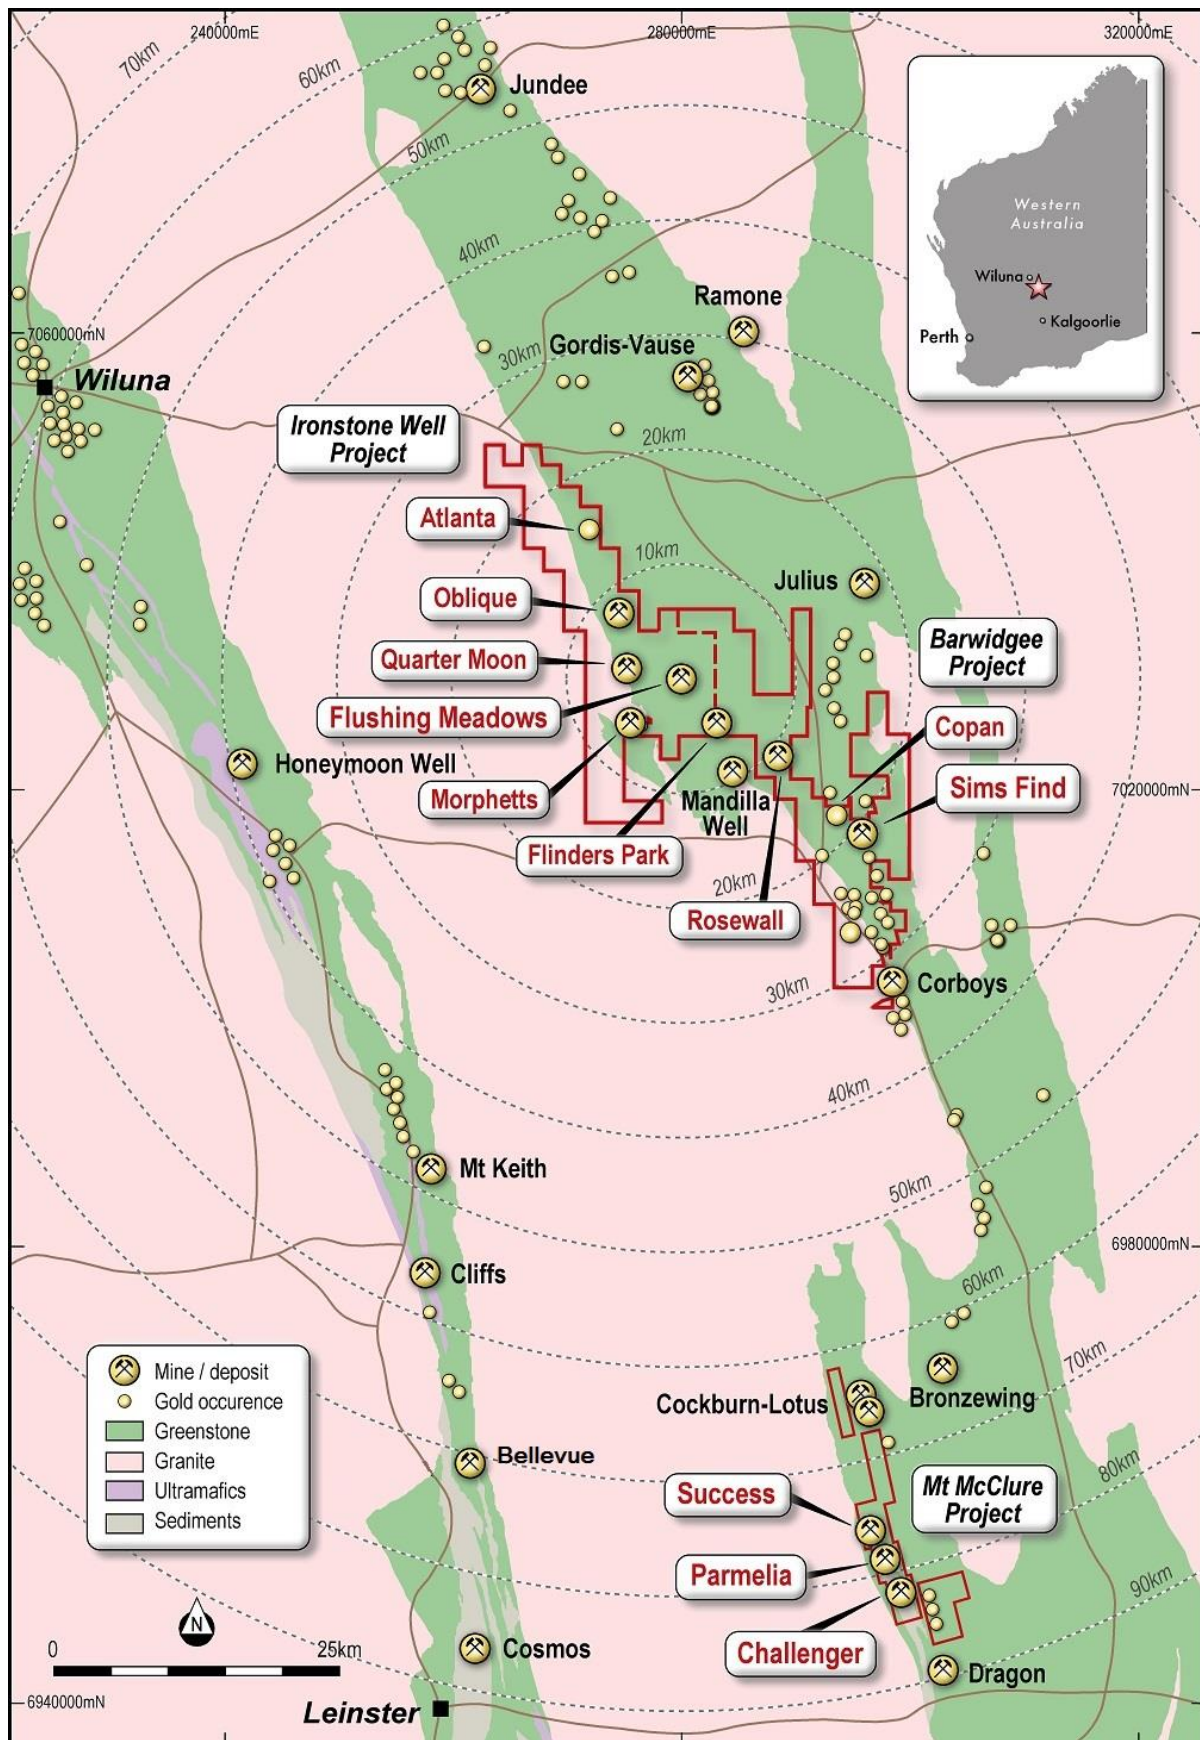 240000mE
280000mE
320000mE
70km
60km
Jundee
50km
Western
Australia
40km
Wiluna
Ramone
Kalgoorlie
7060000mN
Perth
Gordis-Vause
30km
Wiluna
Ironstone Well
Project
20km
Atlanta
10km
Julius
Oblique
Barwidgee
Project
Quarter Moon
Flushing Meadows
Copan
Honeymoon Well
Sims Find
Morphetts
Mandilla
Well
7020000mN
Flinders Park
20km
Rosewall
30km
Corboys
40km
Mt Keith
50km
6980000mN
Cliffs
60km
70km
Mine / deposit
Gold occurence
Greenstone
Granite
Ultramafics
Sediments
Cockburn-Lotus
Bronzewing
Bellevue
80km
Success
Mt McClure
Project
Parmelia
90km
N
0
25km
Cosmos
Challenger
Dragon
6940000mN
Leinster